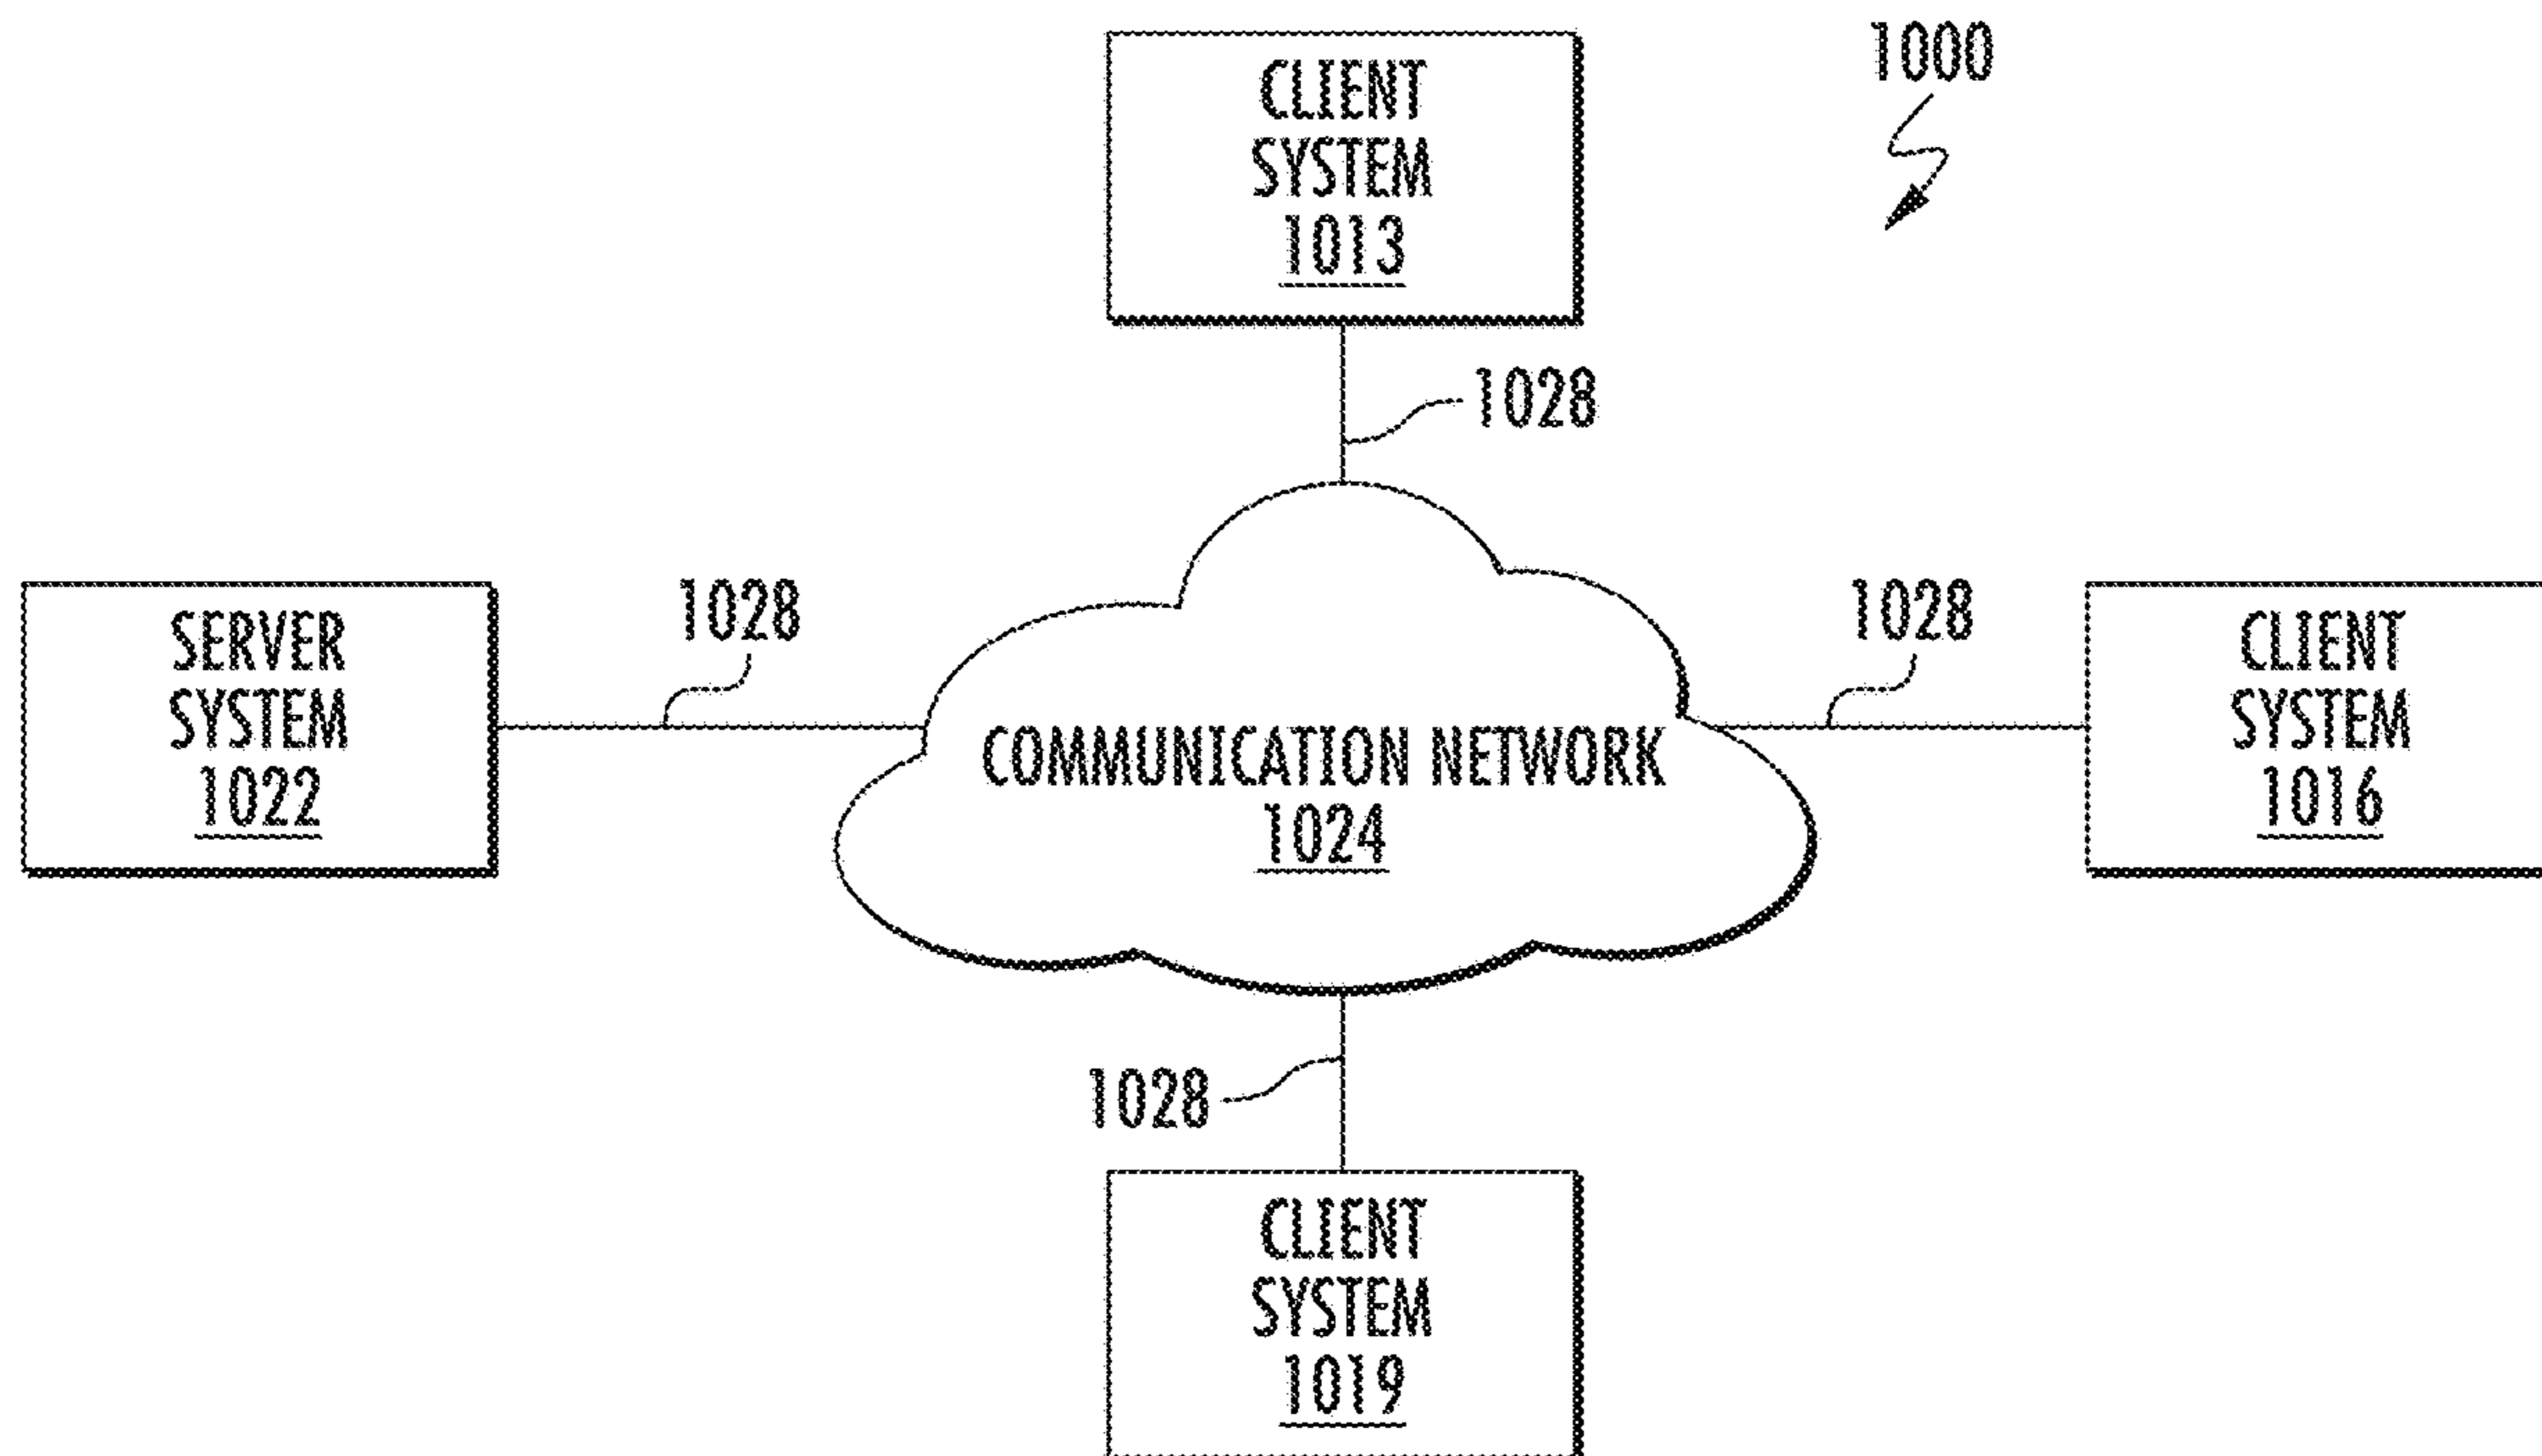 CLIENT
SYSTEM
1013
1000
1028
SERVER
SYSTEM
1022
1028
COMMUNICATION NETWORK
1024
1028
CLIENT
SYSTEM
1016
1028
CLIENT
SYSTEM
1019